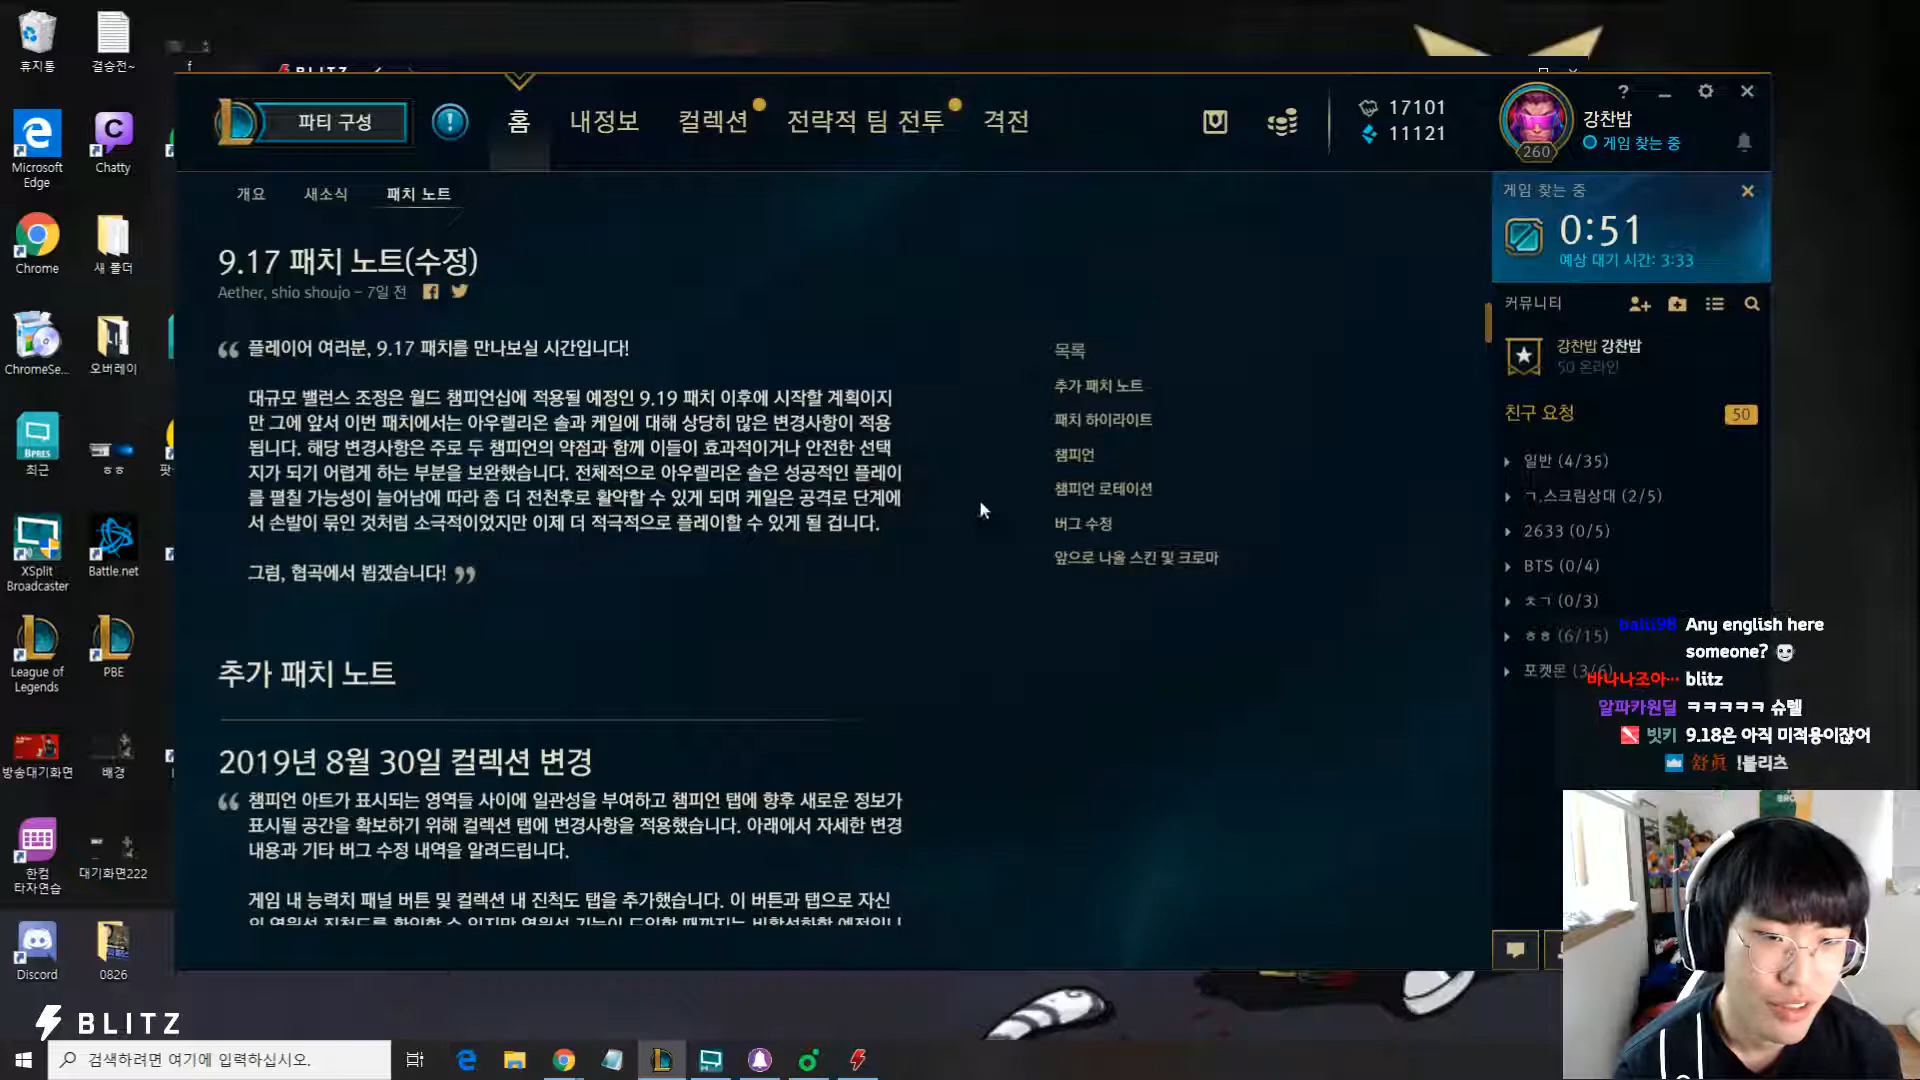 휴지통
결승전~
f
Microsoft
Edge
Chatty
Chrome
새 폴더
ChromeSe...
오버레이
BPRES
최근
ㅎㅎ
XSplit
Broadcaster
Battle.net
League of
Legends
PBE
방송대기화면
배경
한컴
타자연습
대기화면222
Discord
0826
BLITZ
BLITZ
파티 구성
홈
내정보
컬렉션
전략적 팀 전투
격전
17101
11121
260
강찬밥
게임 찾는 중
개요
새소식
패치 노트
9.17 패치 노트(수정)
Aether, shio shoujo – 7일 전
플레이어 여러분, 9.17 패치를 만나보실 시간입니다!
대규모 밸런스 조정은 월드 챔피언십에 적용될 예정인 9.19 패치 이후에 시작할 계획이지
만 그에 앞서 이번 패치에서는 아우렐리온 솔과 케일에 대해 상당히 많은 변경사항이 적용
됩니다. 해당 변경사항은 주로 두 챔피언의 약점과 함께 이들이 효과적이거나 안전한 선택
지가 되기 어렵게 하는 부분을 보완했습니다. 전체적으로 아우렐리온 솔은 성공적인 플레이
를 펼칠 가능성이 늘어남에 따라 좀 더 전천후로 활약할 수 있게 되며 케일은 공격로 단계에
서 손발이 묶인 것처럼 소극적이었지만 이제 더 적극적으로 플레이할 수 있게 될 겁니다.
그럼, 협곡에서 뵙겠습니다!
추가 패치 노트
2019년 8월 30일 컬렉션 변경
챔피언 아트가 표시되는 영역들 사이에 일관성을 부여하고 챔피언 탭에 향후 새로운 정보가
표시될 공간을 확보하기 위해 컬렉션 탭에 변경사항을 적용했습니다. 아래에서 자세한 변경
내용과 기타 버그 수정 내역을 알려드립니다.
게임 내 능력치 패널 버튼 및 컬렉션 내 진척도 탭을 추가했습니다. 이 버튼과 탭으로 자신
목록
추가 패치 노트
패치 하이라이트
챔피언
챔피언 로테이션
버그 수정
앞으로 나올 스킨 및 크로마
게임 찾는 중
0:51
예상 대기 시간: 3:33
커뮤니티
강찬밥 강찬밥
50 온라인
친구 요청
50
일반 (4/35)
ㄱ.스크림상대 (2/5)
2633 (0/5)
BTS (0/4)
ㅊㄱ (0/3)
ㅎㅎ (6/15)
포켓몬 (3/6)
balli98 Any english here
someone?
바나나조아… blitz
알파카원딜 ㅋㅋㅋㅋㅋ 슈렐
빗키 9.18은 아직 미적용이잖어
舒眞 !블리츠
검색하려면 여기에 입력하십시오.